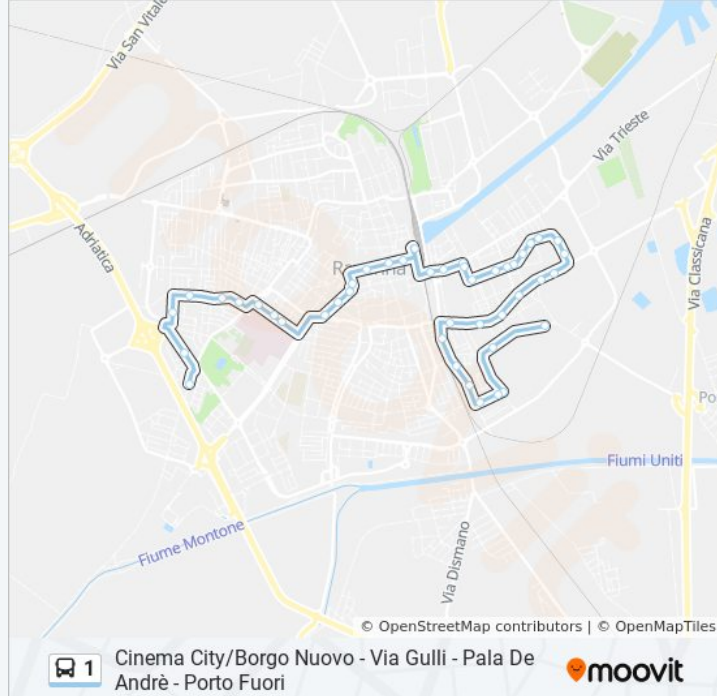 Via San Vitale
Via Trieste
Adriatica
Ravenna
Via Classicana
Fiumi Uniti
Fiume Montone
Via Dismano
© OpenStreetMap contributors | © OpenMapTiles
1
Cinema City/Borgo Nuovo - Via Gulli - Pala De
Andrè - Porto Fuori
moovit